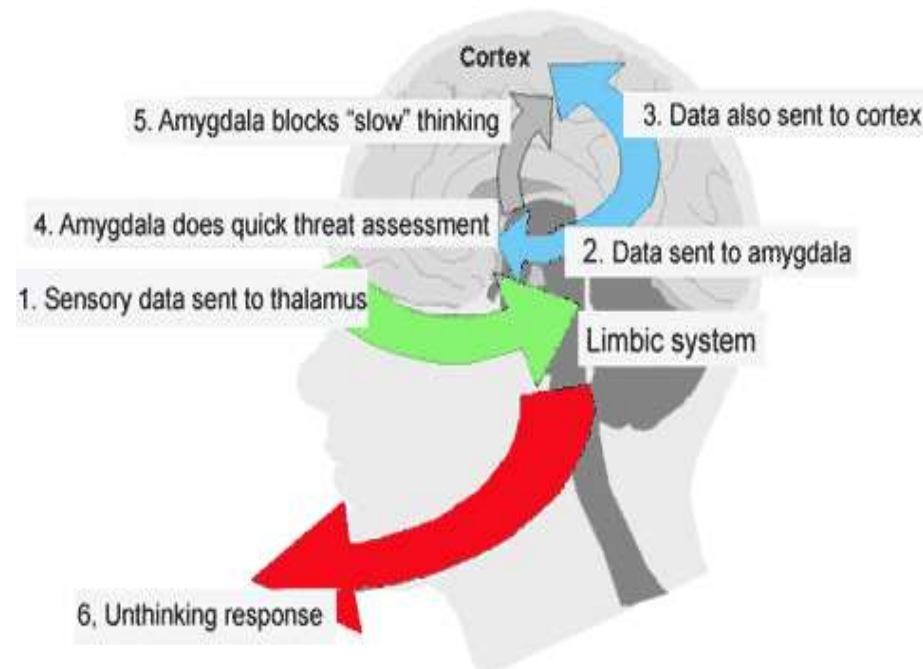 Cortex
5. Amygdala blocks “slow” thinking
3. Data also sent to cortex
4. Amygdala does quick threat assessment
2. Data sent to amygdala
1. Sensory data sent to thalamus
Limbic system
6, Unthinking response